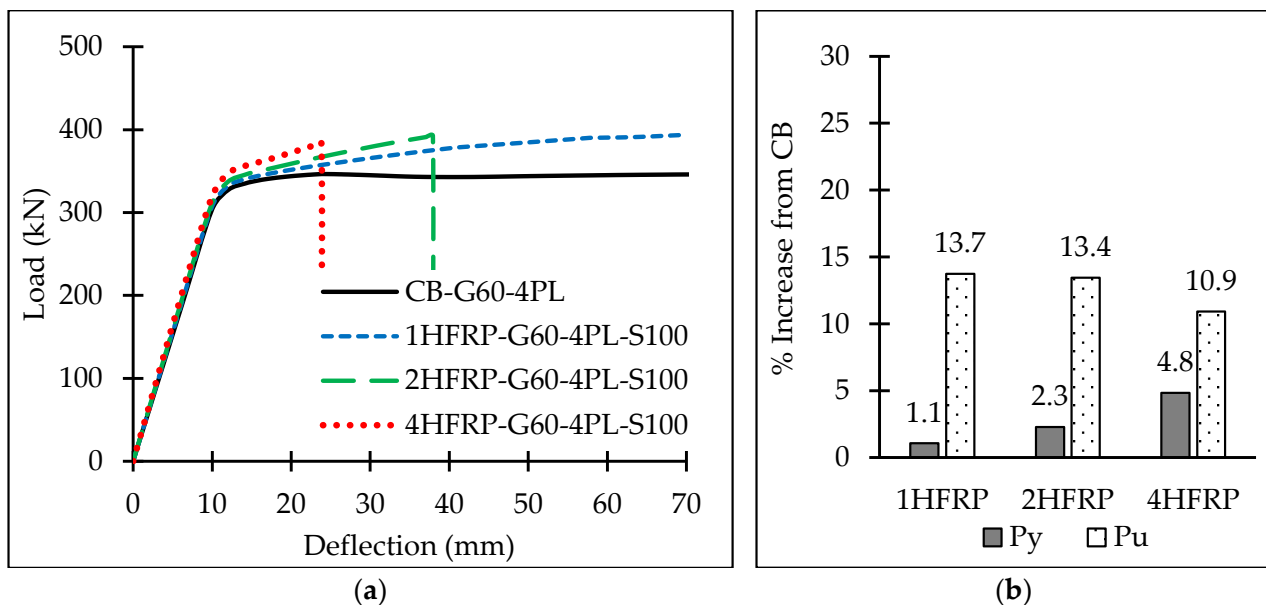 500
400
300
200
100
0
Load (kN)
0 10 20 30 40 50 60 70
Deflection (mm)
CB-G60-4PL
1HFRP-G60-4PL-S100
2HFRP-G60-4PL-S100
4HFRP-G60-4PL-S100
(a)
30
25
20
15
10
5
0
% Increase from CB
1.1 13.7 2.3 13.4 4.8 10.9
1HFRP 2HFRP 4HFRP
Py Pu
(b)